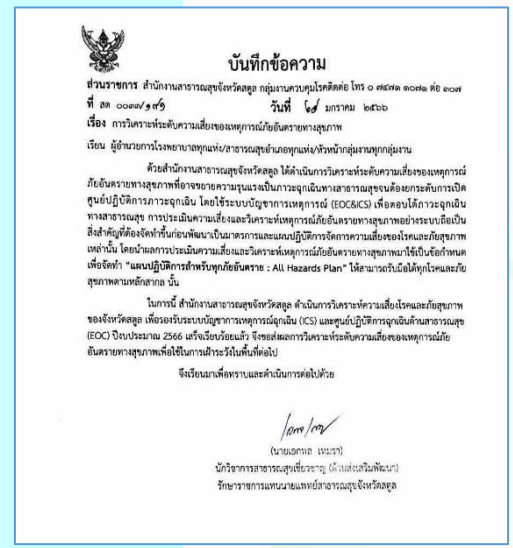 บันทึกข้อความ
ส่วนราชการ สำนักงานสาธารณสุขจังหวัดสตูล กลุ่มงานควบคุมโรคติดต่อ โทร ๐ ๗๔๗๑ ๑๐๗๑ ต่อ ๓๐๗
ที่ สต ๐๐๓๓/ วันที่ มกราคม ๒๕๖๖
เรื่อง การวิเคราะห์ระดับความเสี่ยงของเหตุการณ์ภัยอันตรายทางสุขภาพ
เรียน ผู้อำนวยการโรงพยาบาลทุกแห่ง/สาธารณสุขอำเภอทุกแห่ง/หัวหน้ากลุ่มงานทุกกลุ่มงาน
ด้วยสำนักงานสาธารณสุขจังหวัดสตูล ได้ดำเนินการวิเคราะห์ระดับความเสี่ยงของเหตุการณ์
ภัยอันตรายทางสุขภาพที่อาจขยายความรุนแรงเป็นภาวะฉุกเฉินทางสาธารณสุขจนต้องยกระดับการเปิด
ศูนย์ปฏิบัติการภาวะฉุกเฉิน โดยใช้ระบบบัญชาการเหตุการณ์ (EOC&ICS) เพื่อตอบโต้ภาวะฉุกเฉิน
ทางสาธารณสุข การประเมินความเสี่ยงและวิเคราะห์เหตุการณ์ภัยอันตรายทางสุขภาพอย่างระบบถือเป็น
สิ่งสำคัญที่ต้องจัดทำขึ้นก่อนพัฒนาเป็นมาตรการและแผนปฏิบัติการจัดการความเสี่ยงของโรคและภัยสุขภาพ
เหล่านั้น โดยนำผลการประเมินความเสี่ยงและวิเคราะห์เหตุการณ์ภัยอันตรายทางสุขภาพมาใช้เป็นข้อกำหนด
เพื่อจัดทำ "แผนปฏิบัติการสำหรับทุกภัยอันตราย : All Hazards Plan" ให้สามารถรับมือได้ทุกโรคและภัย
สุขภาพตามหลักสากล นั้น
ในการนี้ สำนักงานสาธารณสุขจังหวัดสตูล ดำเนินการวิเคราะห์ความเสี่ยงโรคและภัยสุขภาพ
ของจังหวัดสตูล เพื่อรองรับระบบบัญชาการเหตุการณ์ฉุกเฉิน (ICS) และศูนย์ปฏิบัติการฉุกเฉินด้านสาธารณสุข
(EOC) ปีงบประมาณ 2566 เสร็จเรียบร้อยแล้ว จึงขอส่งผลการวิเคราะห์ระดับความเสี่ยงของเหตุการณ์ภัย
อันตรายทางสุขภาพเพื่อใช้ในการเฝ้าระวังในพื้นที่ต่อไป
จึงเรียนมาเพื่อทราบและดำเนินการต่อไปด้วย
(นายเอกพล เหมรา)
นักวิชาการสาธารณสุขเชี่ยวชาญ (ด้านส่งเสริมพัฒนา)
รักษาราชการแทนนายแพทย์สาธารณสุขจังหวัดสตูล